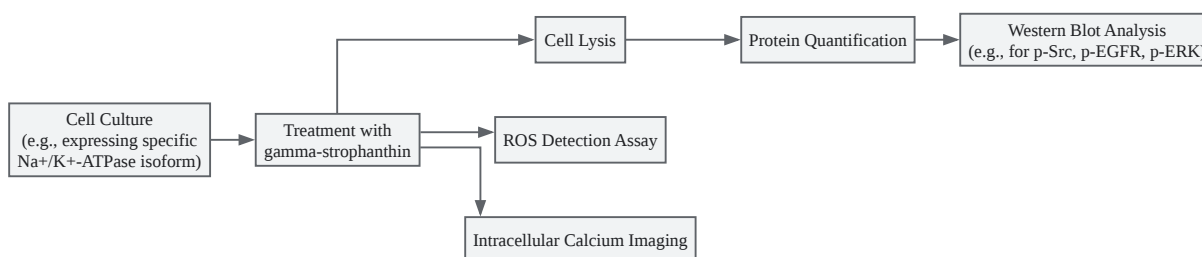 Cell Culture
(e.g., expressing specific
Na+/K+-ATPase isoform)
Treatment with
gamma-strophanthin
Cell Lysis
Protein Quantification
Western Blot Analysis
(e.g., for p-Src, p-EGFR, p-ERK)
ROS Detection Assay
Intracellular Calcium Imaging